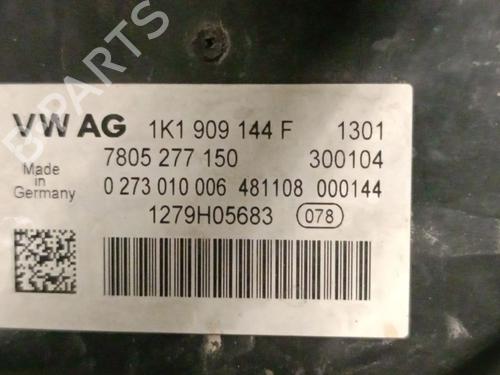 B-PARTS
VW AG 1K1 909 144 F 1301
7805 277 150 300104
Made in Germany 0 273 010 006 481108 000144
1279H05683 078